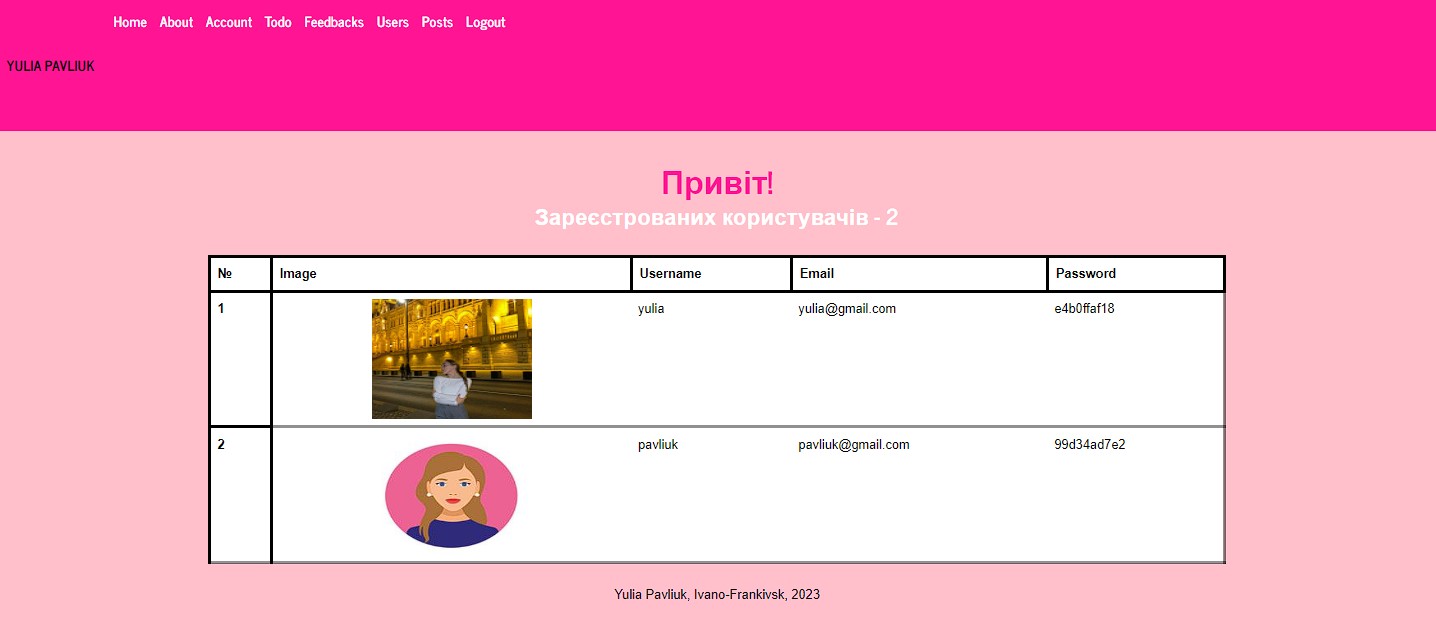 Home About Account Todo Feedbacks Users Posts Logout
YULIA PAVLIUK
Привіт!
Зареєстрованих користувачів - 2
№ Image Username Email Password
1 yulia yulia@gmail.com e4b0ffaf18
2 pavliuk pavliuk@gmail.com 99d34ad7e2
Yulia Pavliuk, Ivano-Frankivsk, 2023